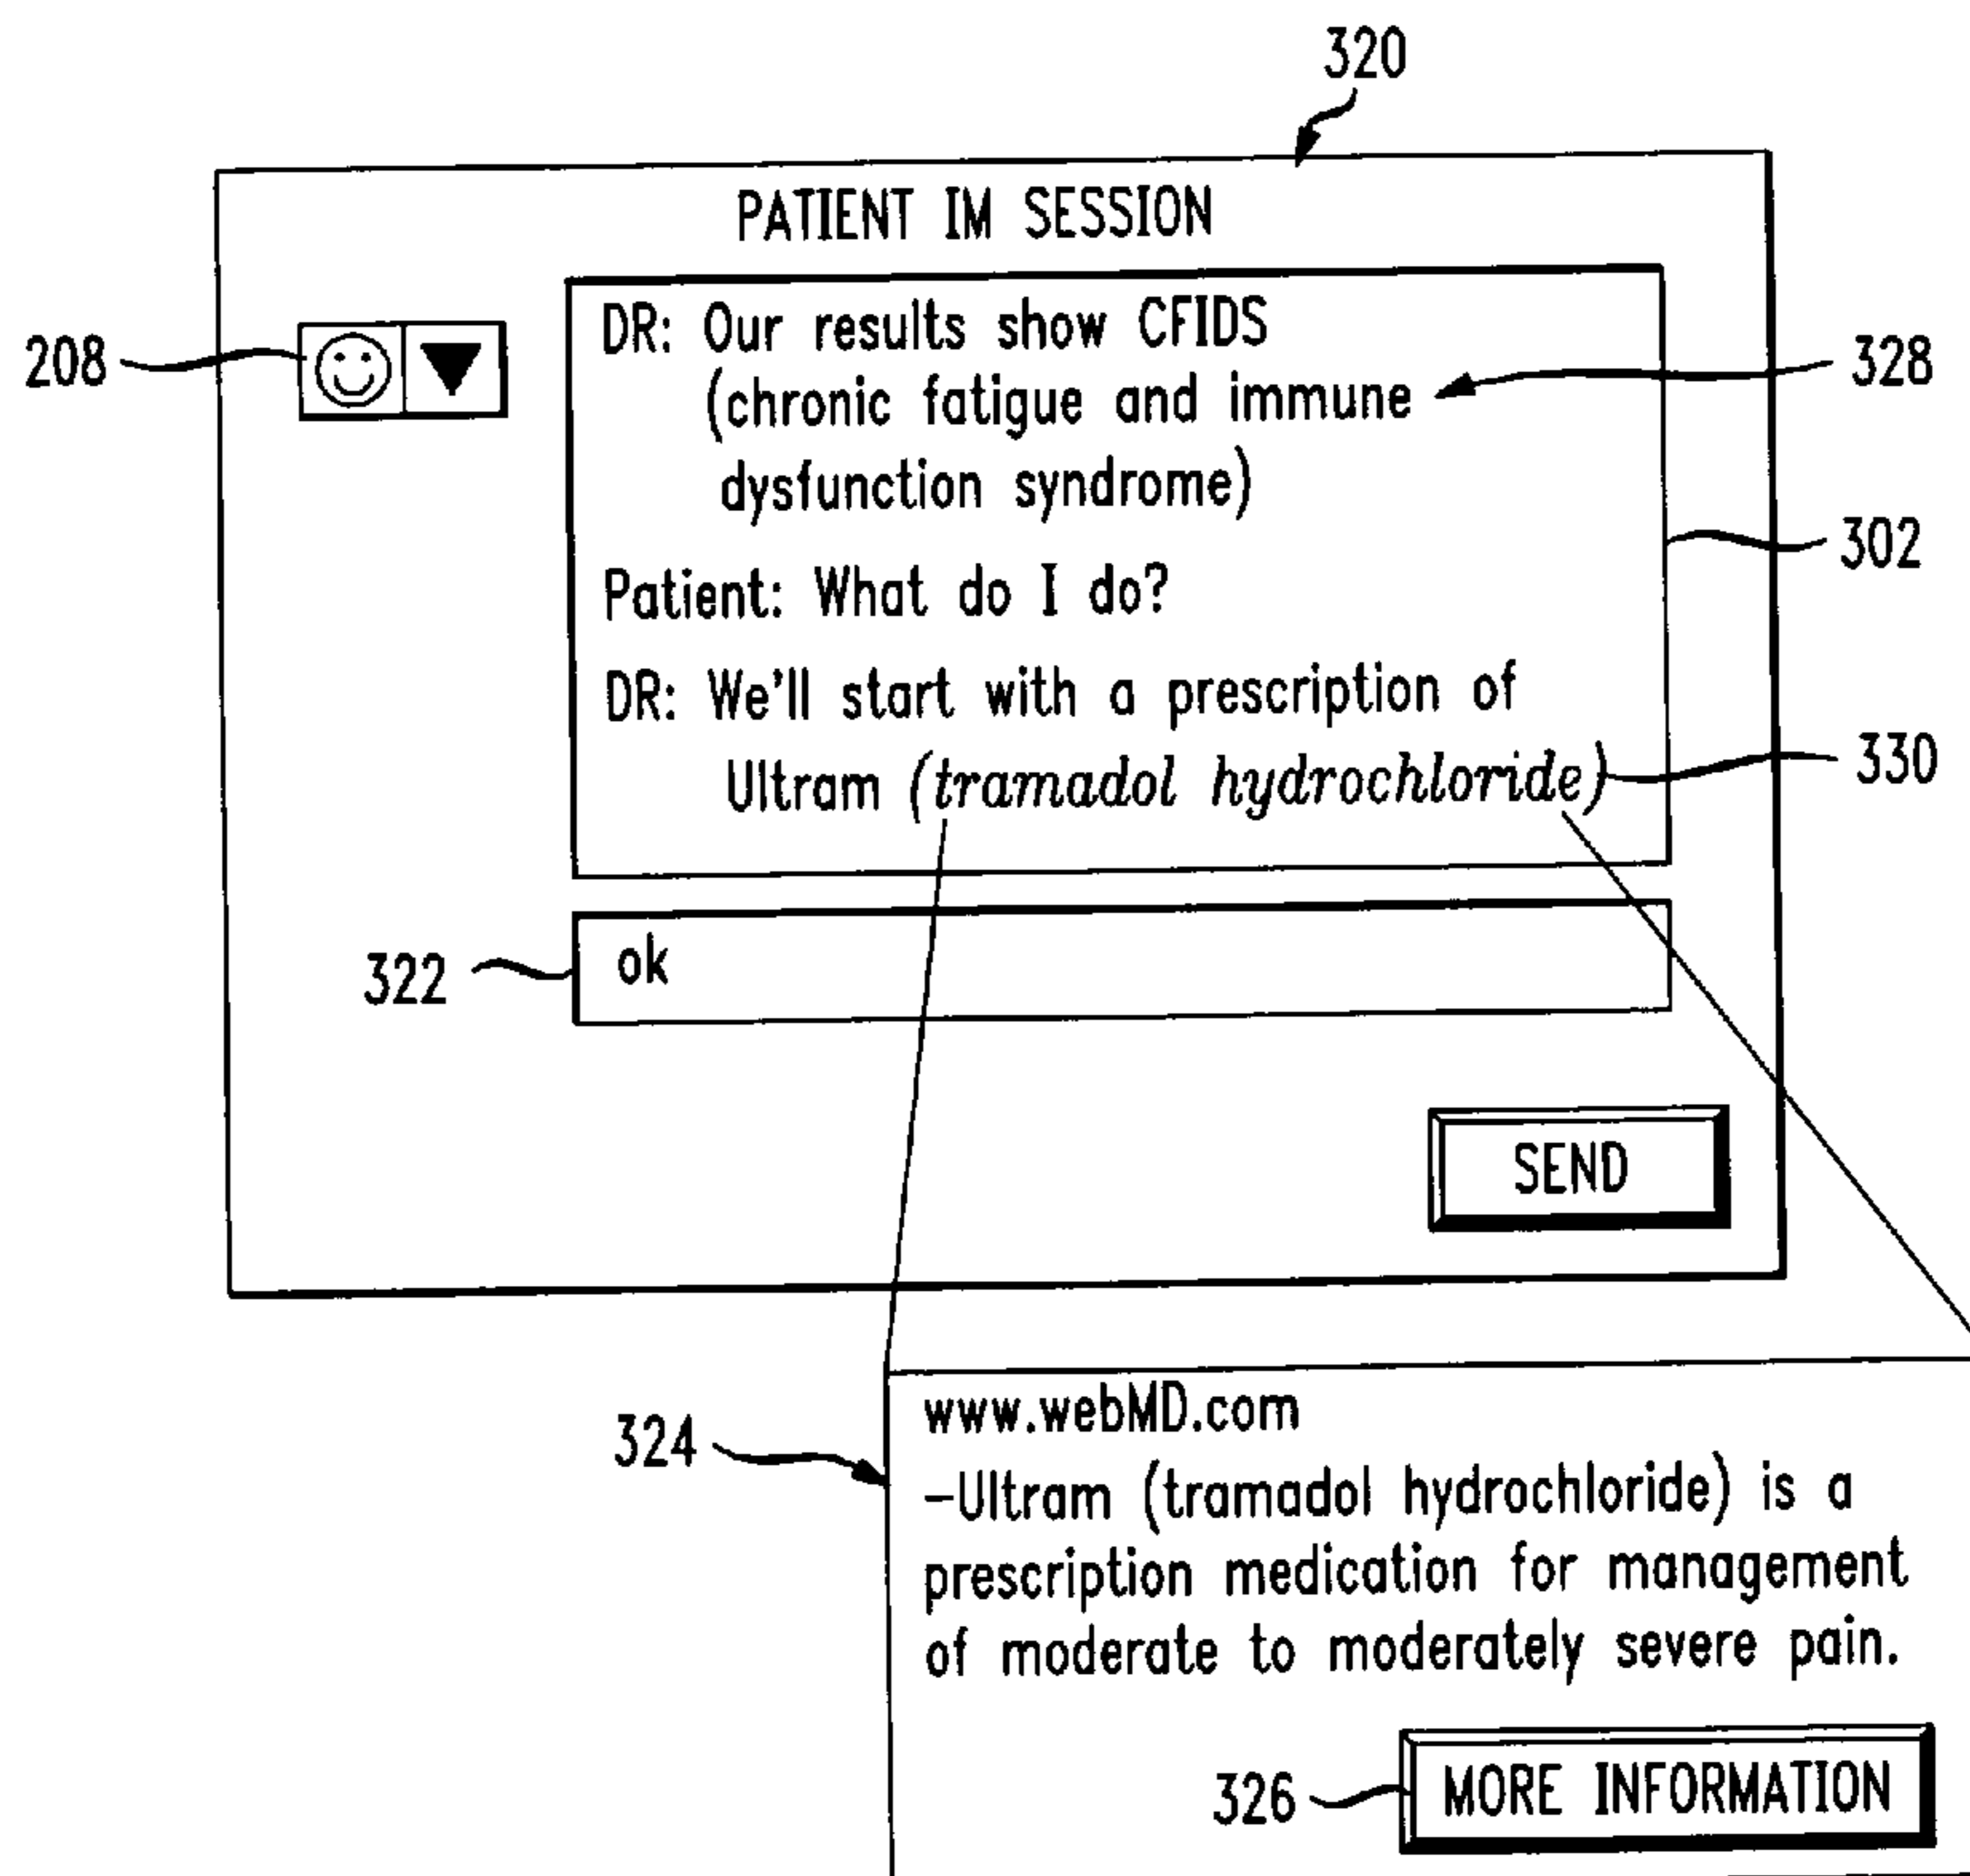 320
PATIENT IM SESSION
208
DR: Our results show CFIDS
(chronic fatigue and immune
dysfunction syndrome)
328
302
Patient: What do I do?
DR: We'll start with a prescription of
Ultram (tramadol hydrochloride)
330
322
ok
SEND
324
www.webMD.com
–Ultram (tramadol hydrochloride) is a
prescription medication for management
of moderate to moderately severe pain.
326
MORE INFORMATION